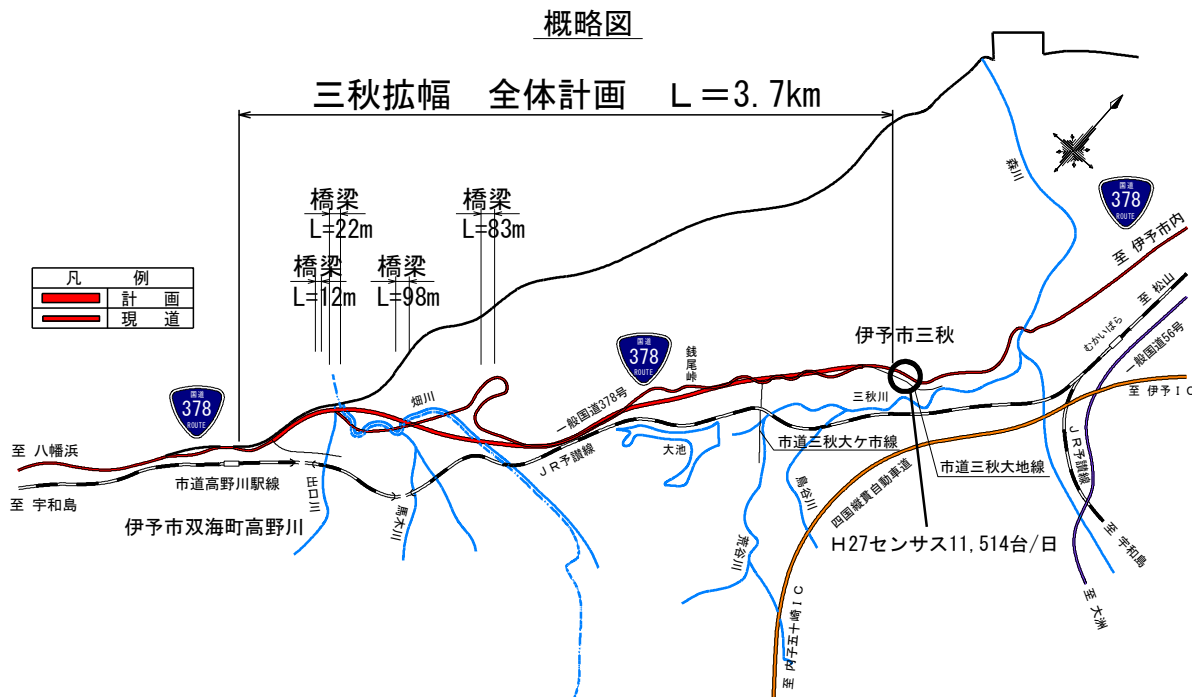 概略図
三秋拡幅　全体計画　Ｌ＝3.7km
橋梁
L=22m
橋梁
L=83m
橋梁
L=12m
橋梁
L=98m
凡　例
計　画
現　道
国道
378
ROUTE
国道
378
ROUTE
国道
378
ROUTE
森川
至 伊予市内
至 松山
むかいばら
一般国道56号
至 伊予ＩＣ
伊予市三秋
銭尾峠
一般国道378号
畑川
三秋川
ＪＲ予讃線
大池
市道三秋大ケ市線
市道三秋大地線
ＪＲ予讃線
至 八幡浜
至 宇和島
市道高野川駅線
出口川
馬木川
伊予市双海町高野川
鳥谷川
荒谷川
四国縦貫自動車道
Ｈ27センサス11,514台/日
至 宇和島
至 大洲
至 内子五十崎ＩＣ